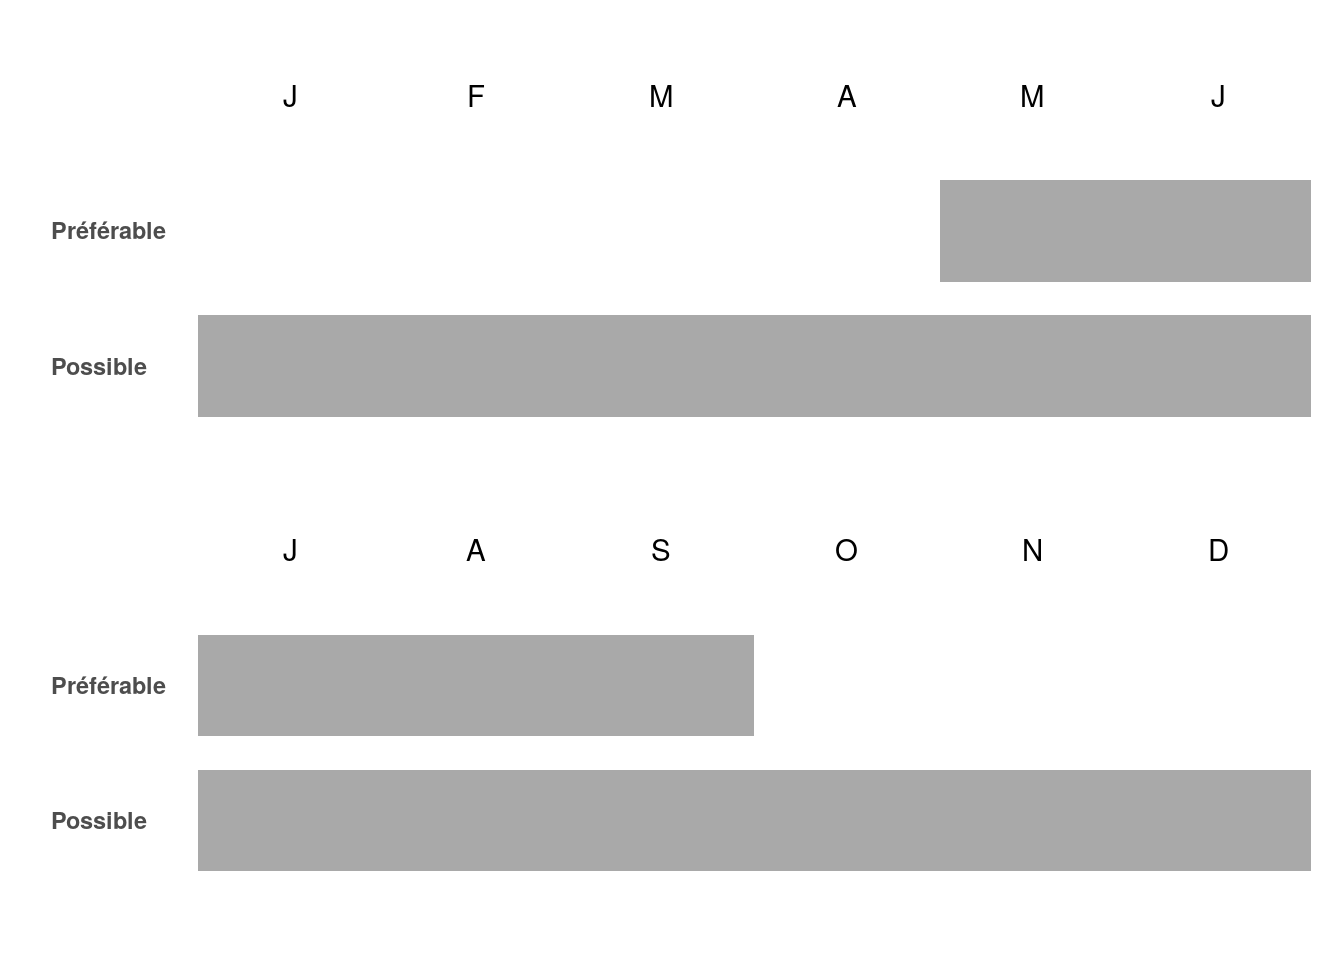 J F M A M J
Préférable
Possible
J A S O N D
Préférable
Possible